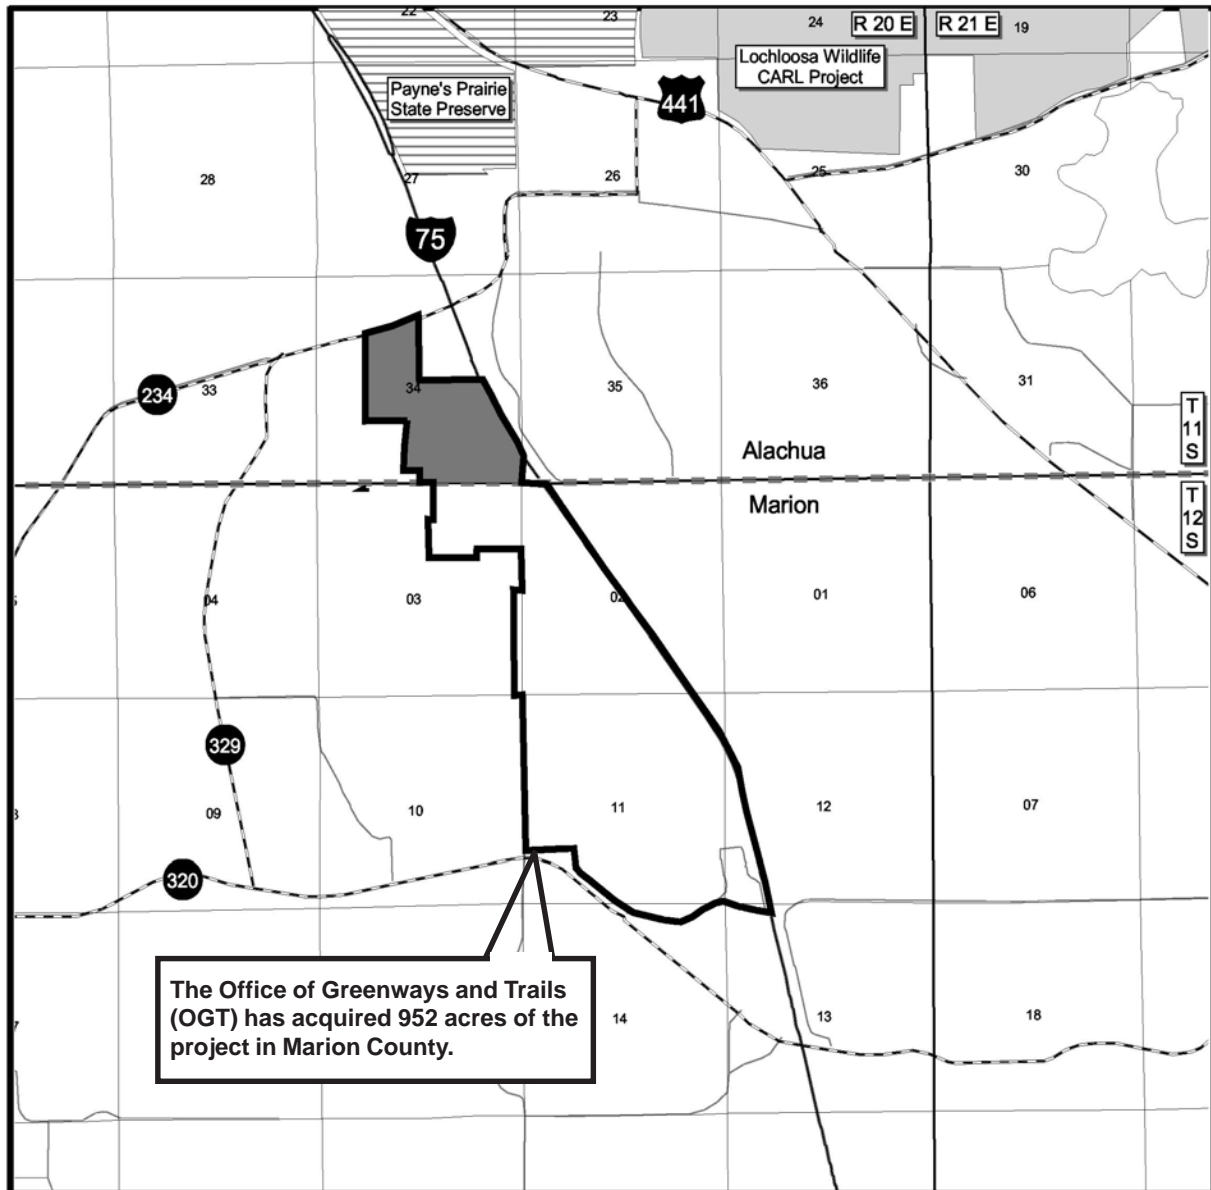 22
23
24
R 20 E
R 21 E
19
Lochloosa Wildlife
CARL Project
Payne's Prairie
State Preserve
441
28
27
26
25
30
75
234
33
34
35
36
31
T
11
S
Alachua
Marion
T
12
S
04
03
02
01
06
329
09
10
11
12
07
320
The Office of Greenways and Trails
(OGT) has acquired 952 acres of the
project in Marion County.
14
13
18